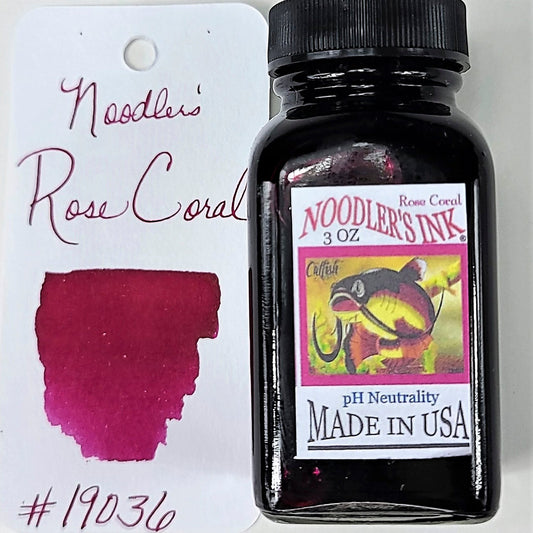 Noodler's
Rose Coral
#19036
Rose Coral
NOODLER'S INK®
3 OZ
Catfish
pH Neutrality
MADE IN USA